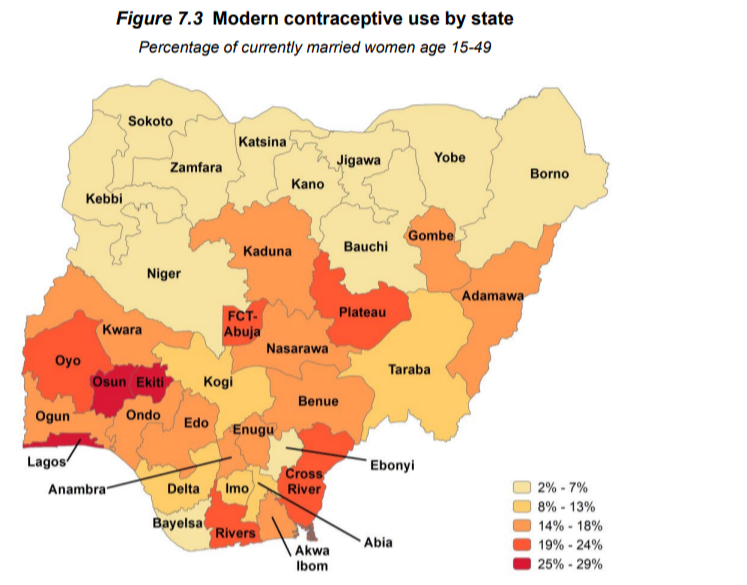 Figure 7.3 Modern contraceptive use by state
Percentage of currently married women age 15-49
Sokoto
Katsina
Zamfara
Jigawa
Yobe
Kano
Borno
Kebbi
Kaduna
Bauchi
Gombe
Niger
Adamawa
FCT-
Abuja
Plateau
Kwara
Nasarawa
Oyo
Taraba
Osun
Ekiti
Kogi
Benue
Ogun
Ondo
Edo
Enugu
Lagos
Ebonyi
Anambra
Delta
Imo
Cross
River
Bayelsa
Rivers
Abia
Akwa
Ibom
2% - 7%
8% - 13%
14% - 18%
19% - 24%
25% - 29%